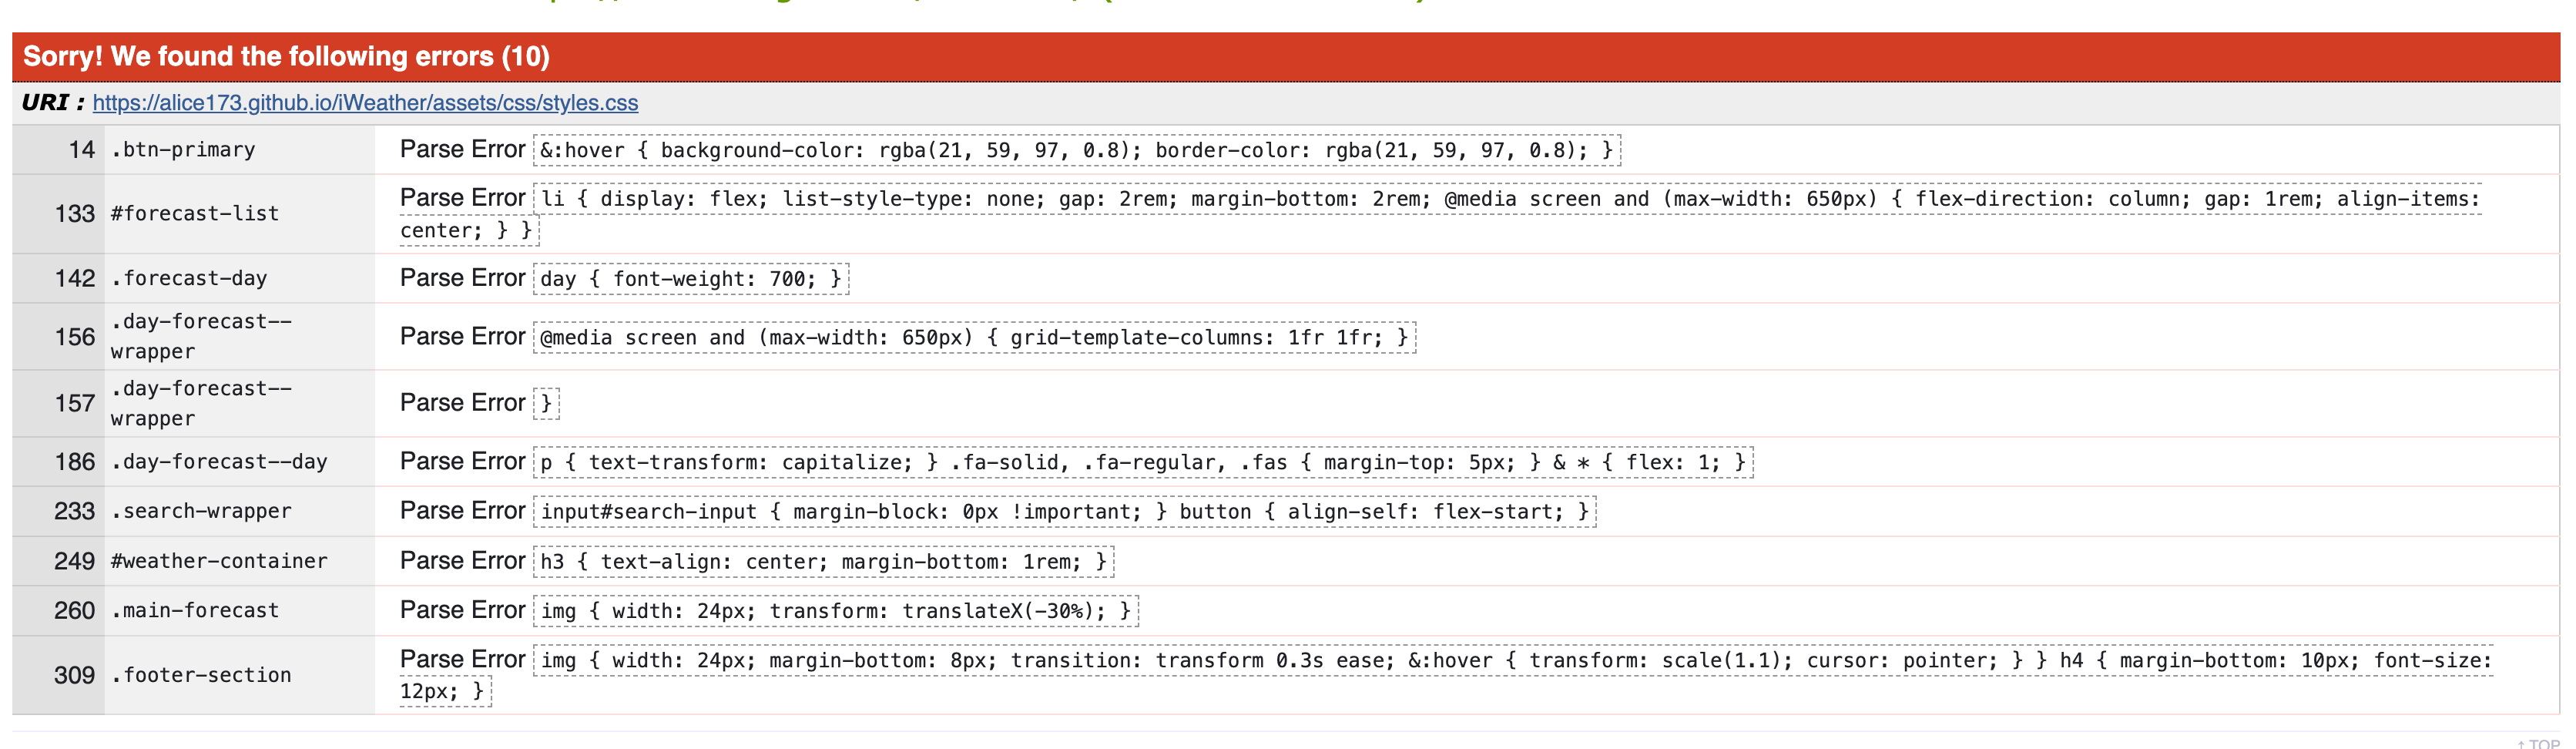 Sorry! We found the following errors (10)
URI : https://alice173.github.io/iWeather/assets/css/styles.css
14 .btn-primary Parse Error &:hover { background-color: rgba(21, 59, 97, 0.8); border-color: rgba(21, 59, 97, 0.8); }
133 #forecast-list Parse Error li { display: flex; list-style-type: none; gap: 2rem; margin-bottom: 2rem; @media screen and (max-width: 650px) { flex-direction: column; gap: 1rem; align-items:
center; } }
142 .forecast-day Parse Error day { font-weight: 700; }
156 .day-forecast--
wrapper Parse Error @media screen and (max-width: 650px) { grid-template-columns: 1fr 1fr; }
157 .day-forecast--
wrapper Parse Error }
186 .day-forecast--day Parse Error p { text-transform: capitalize; } .fa-solid, .fa-regular, .fas { margin-top: 5px; } & * { flex: 1; }
233 .search-wrapper Parse Error input#search-input { margin-block: 0px !important; } button { align-self: flex-start; }
249 #weather-container Parse Error h3 { text-align: center; margin-bottom: 1rem; }
260 .main-forecast Parse Error img { width: 24px; transform: translateX(-30%); }
309 .footer-section Parse Error img { width: 24px; margin-bottom: 8px; transition: transform 0.3s ease; &:hover { transform: scale(1.1); cursor: pointer; } } h4 { margin-bottom: 10px; font-size:
12px; }
↑ TOP